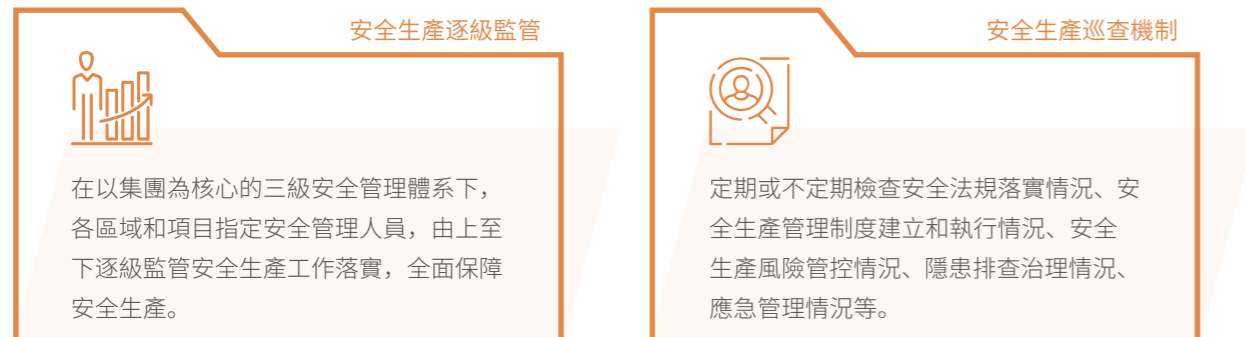 安全生產逐級監管
在以集團為核心的三級安全管理體系下，
各區域和項目指定安全管理人員，由上至
下逐級監管安全生產工作落實，全面保障
安全生產。
安全生產巡查機制
定期或不定期檢查安全法規落實情況、安
全生產管理制度建立和執行情況、安全
生產風險管控情況、隱患排查治理情況、
應急管理情況等。